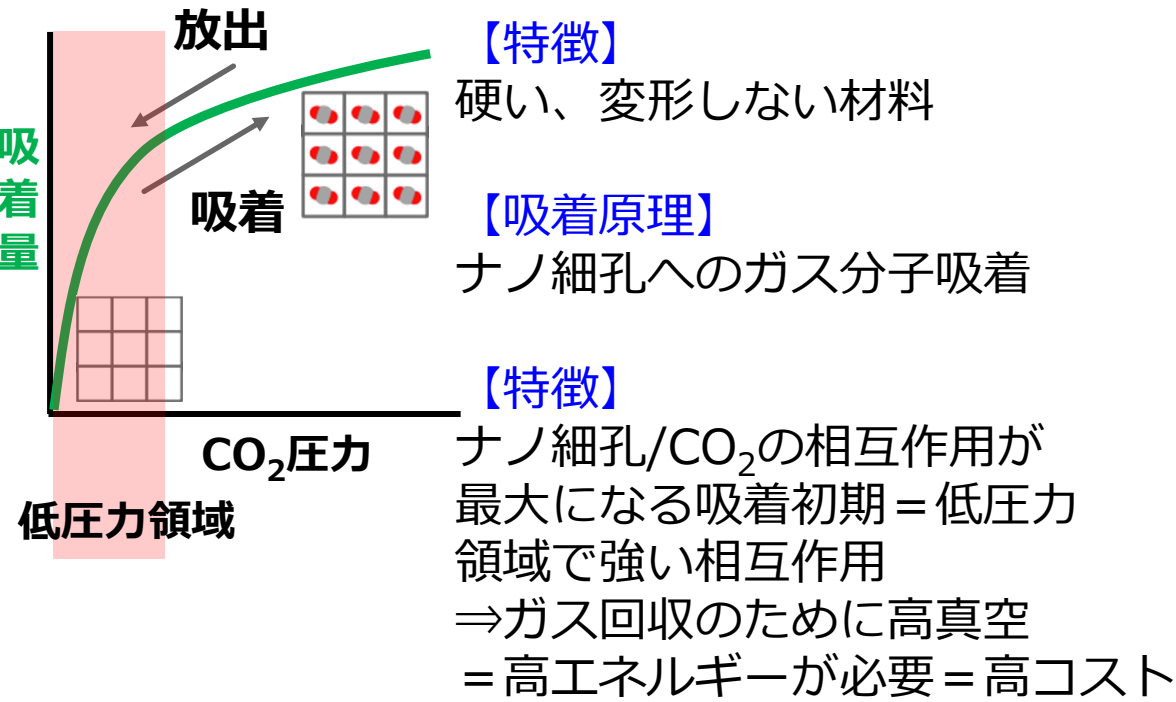 放出
吸着
吸着量
CO₂圧力
低圧力領域
【特徴】
硬い、変形しない材料
【吸着原理】
ナノ細孔へのガス分子吸着
【特徴】
ナノ細孔/CO₂の相互作用が
最大になる吸着初期＝低圧力
領域で強い相互作用
⇒ガス回収のために高真空
＝高エネルギーが必要＝高コスト